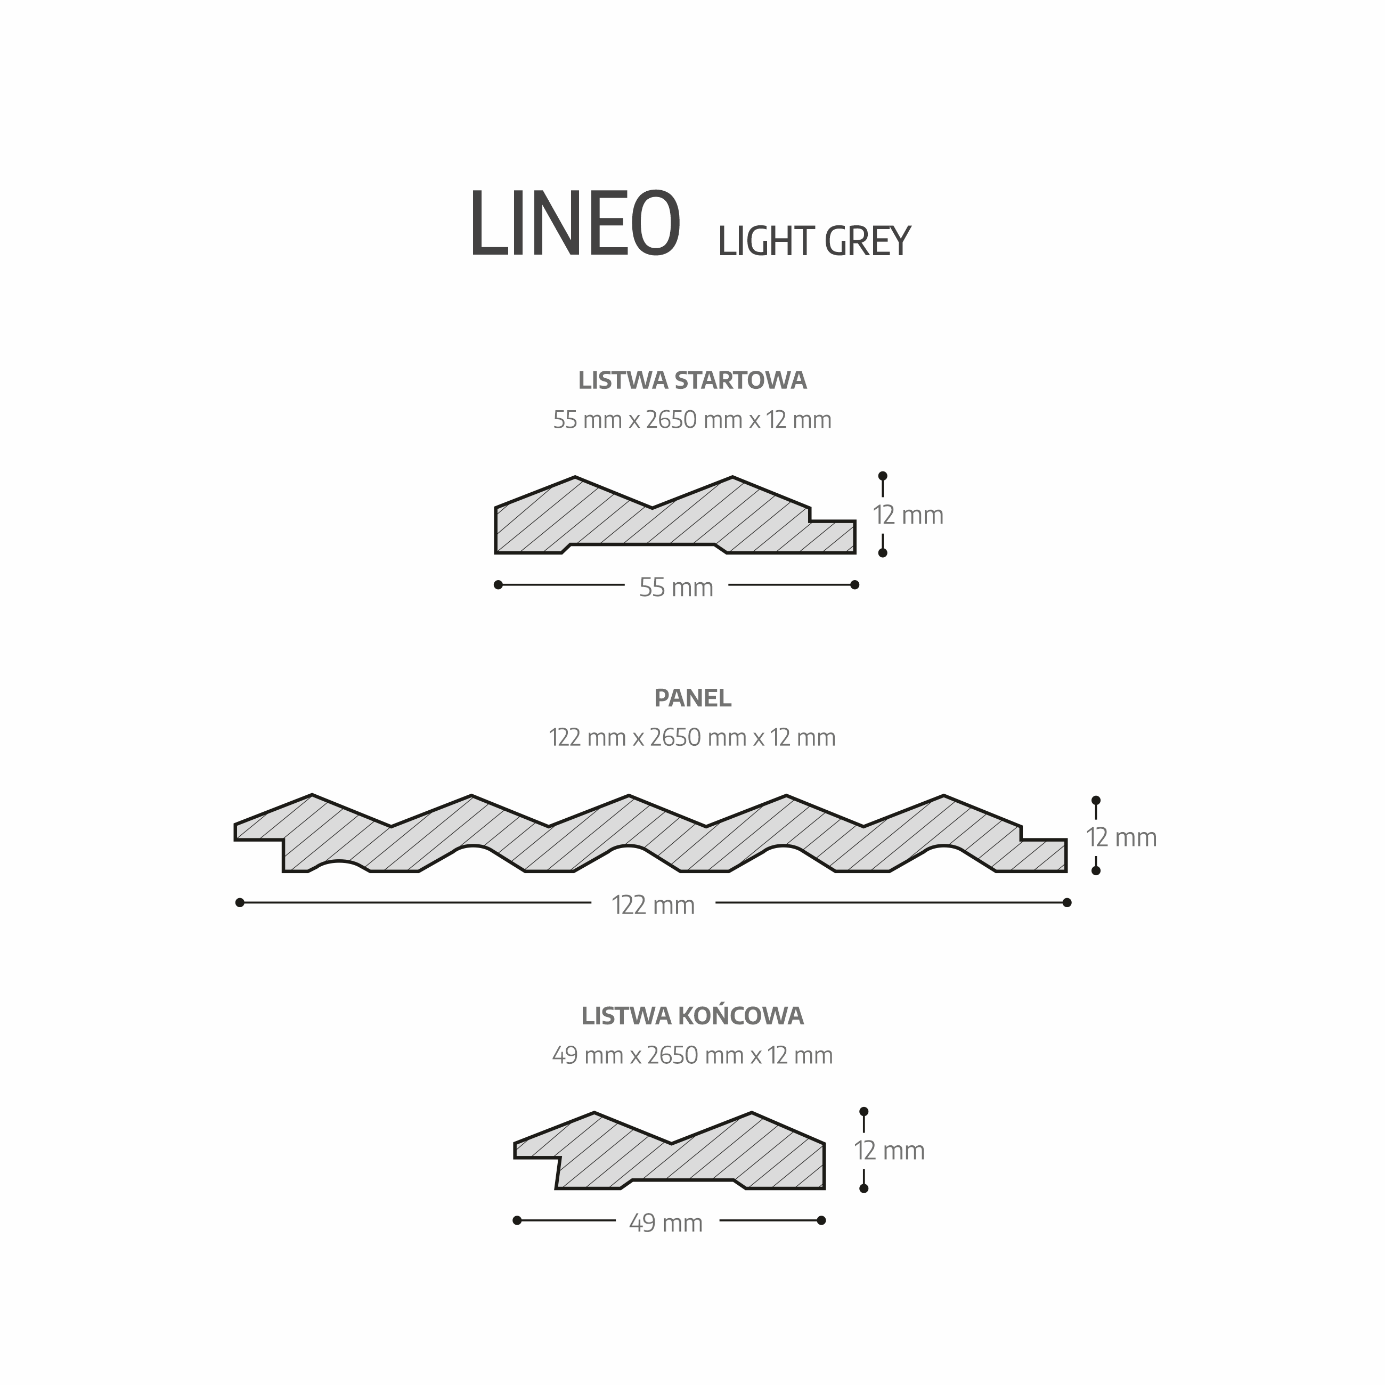 LINEO LIGHT GREY
LISTWA STARTOWA
55 mm x 2650 mm x 12 mm
12 mm
55 mm
PANEL
122 mm x 2650 mm x 12 mm
12 mm
122 mm
LISTWA KOŃCOWA
49 mm x 2650 mm x 12 mm
12 mm
49 mm